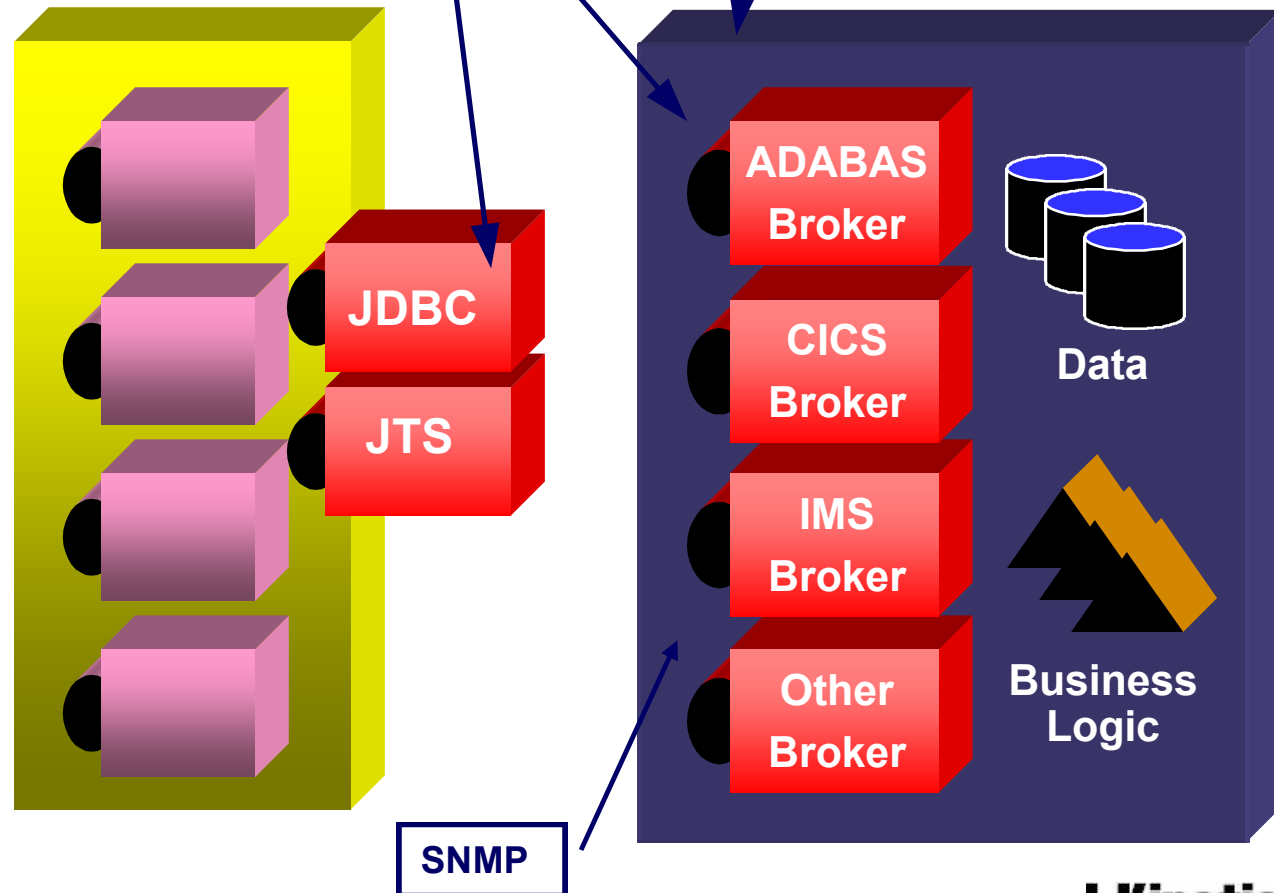 ADABAS
Broker
JDBC
CICS
Broker
Data
JTS
IMS
Broker
Other
Broker
Business
Logic
SNMP